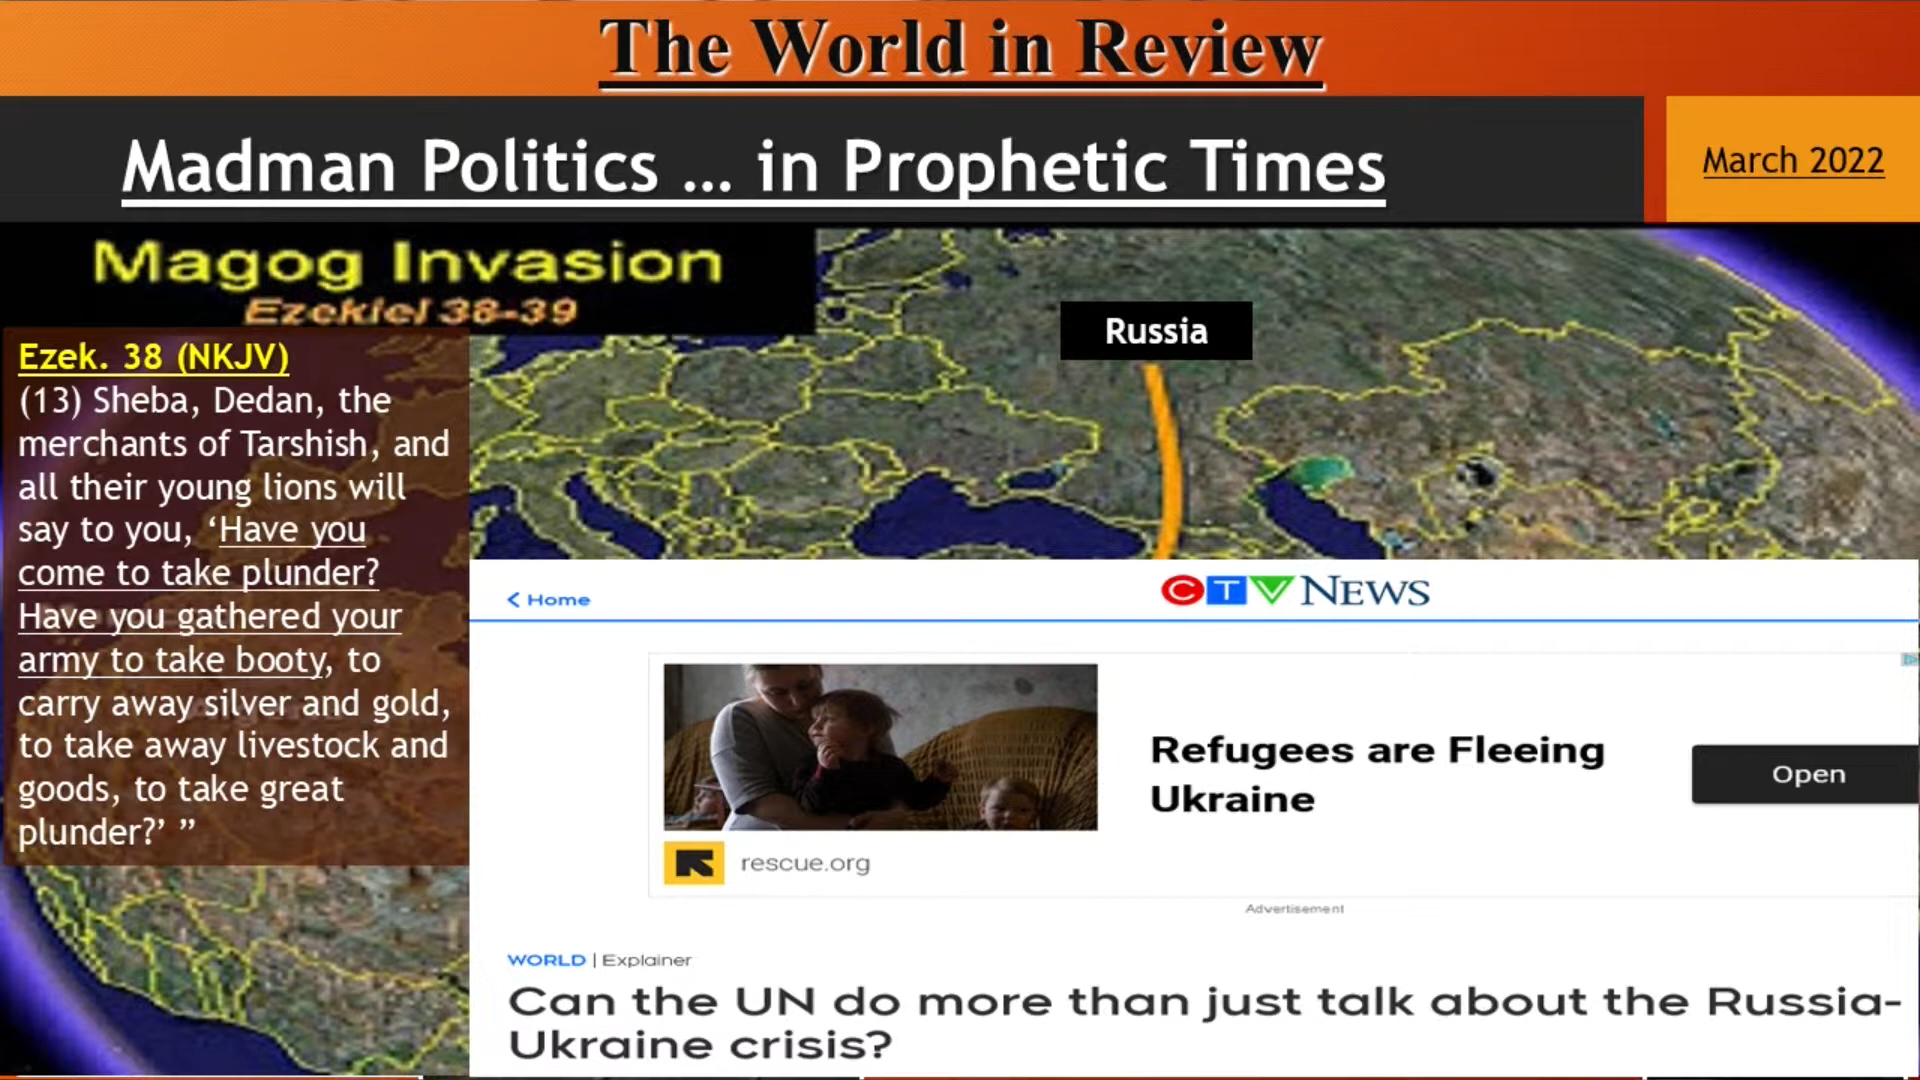 The World in Review
Madman Politics ... in Prophetic Times
March 2022
Magog Invasion
Ezekiel 38-39
Russia
Ezek. 38 (NKJV)
(13) Sheba, Dedan, the
merchants of Tarshish, and
all their young lions will
say to you, ‘Have you
come to take plunder?
Have you gathered your
army to take booty, to
carry away silver and gold,
to take away livestock and
goods, to take great
plunder?’ ”
Home
CTV NEWS
Refugees are Fleeing
Ukraine
Open
rescue.org
Advertisement
WORLD | Explainer
Can the UN do more than just talk about the Russia-
Ukraine crisis?